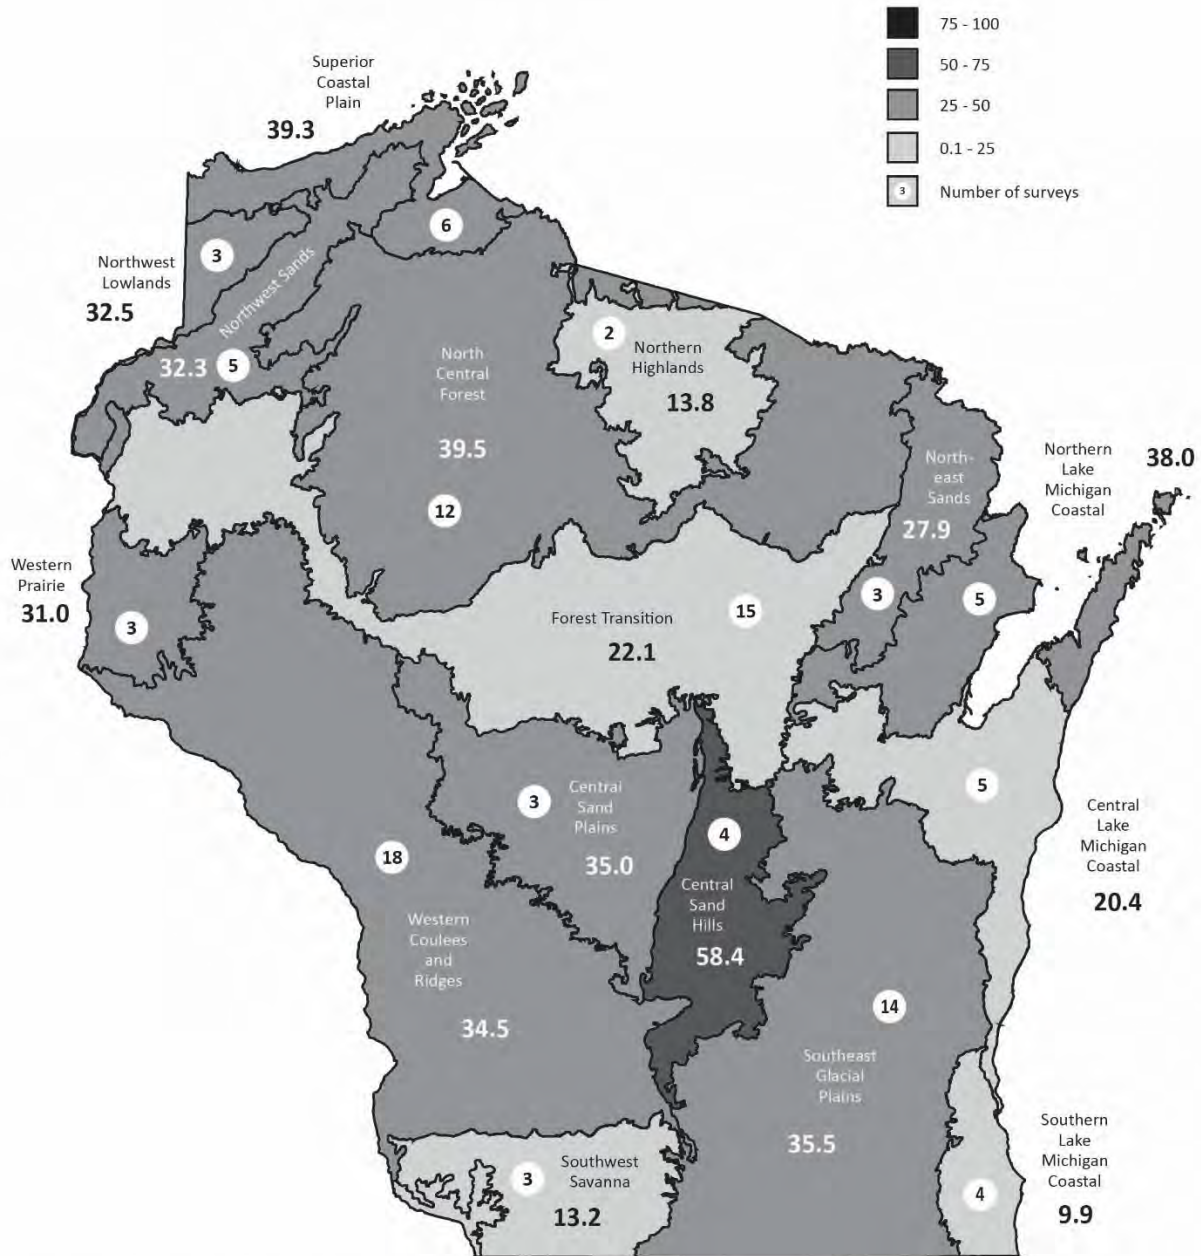 75 - 100
50 - 75
25 - 50
0.1 - 25
3 Number of surveys
Superior
Coastal
Plain
39.3
6
3
Northwest
Lowlands
32.5
Northwest Sands
32.3
5
2
Northern
Highlands
13.8
North
Central
Forest
39.5
12
North-
east
Sands
27.9
3
Northern
Lake
Michigan
Coastal
38.0
5
Western
Prairie
31.0
3
Forest Transition
22.1
15
3
Central
Sand
Plains
35.0
4
Central
Sand
Hills
58.4
5
Central
Lake
Michigan
Coastal
20.4
18
Western
Coulees
and
Ridges
34.5
14
Southeast
Glacial
Plains
35.5
Southern
Lake
Michigan
Coastal
9.9
4
3
Southwest
Savanna
13.2